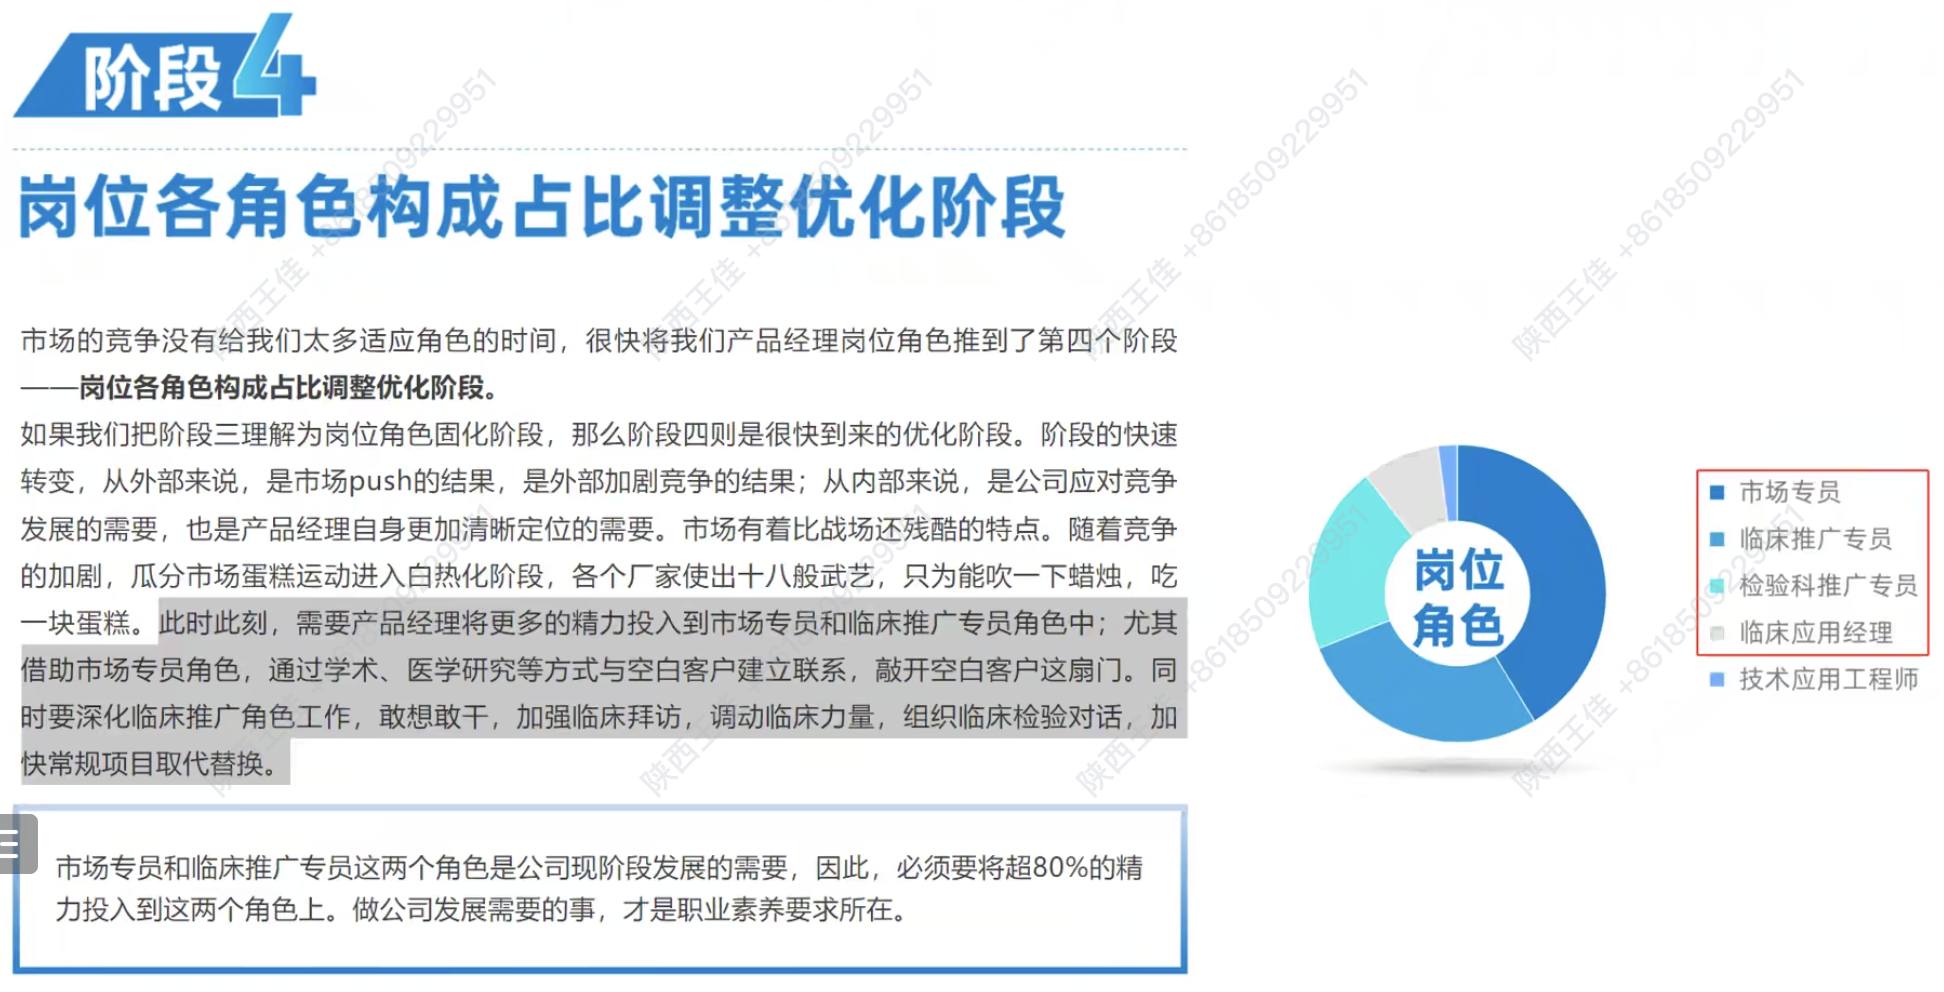 阶段4
岗位各角色构成占比调整优化阶段
市场的竞争没有给我们太多适应角色的时间，很快将我们产品经理岗位角色推到了第四个阶段
——岗位各角色构成占比调整优化阶段。
如果我们把阶段三理解为岗位角色固化阶段，那么阶段四则是很快到来的优化阶段。阶段的快速
转变，从外部来说，是市场push的结果，是外部加剧竞争的结果；从内部来说，是公司应对竞争
发展的需要，也是产品经理自身更加清晰定位的需要。市场有着比战场还残酷的特点。随着竞争
的加剧，瓜分市场蛋糕运动进入白热化阶段，各个厂家使出十八般武艺，只为能吹一下蜡烛，吃
一块蛋糕。此时此刻，需要产品经理将更多的精力投入到市场专员和临床推广专员角色中；尤其
借助市场专员角色，通过学术、医学研究等方式与空白客户建立联系，敲开空白客户这扇门。同
时要深化临床推广角色工作，敢想敢干，加强临床拜访，调动临床力量，组织临床检验对话，加
快常规项目取代替换。
市场专员和临床推广专员这两个角色是公司现阶段发展的需要，因此，必须要将超80%的精
力投入到这两个角色上。做公司发展需要的事，才是职业素养要求所在。
岗位
角色
市场专员
临床推广专员
检验科推广专员
临床应用经理
技术应用工程师
陕西王佳 +8618509229951
陕西王佳 +8618509229951
陕西王佳 +8618509229951
陕西王佳 +8618509229951
陕西王佳 +8618509229951
陕西王佳 +8618509229951
陕西王佳 +8618509229951
陕西王佳 +8618509229951